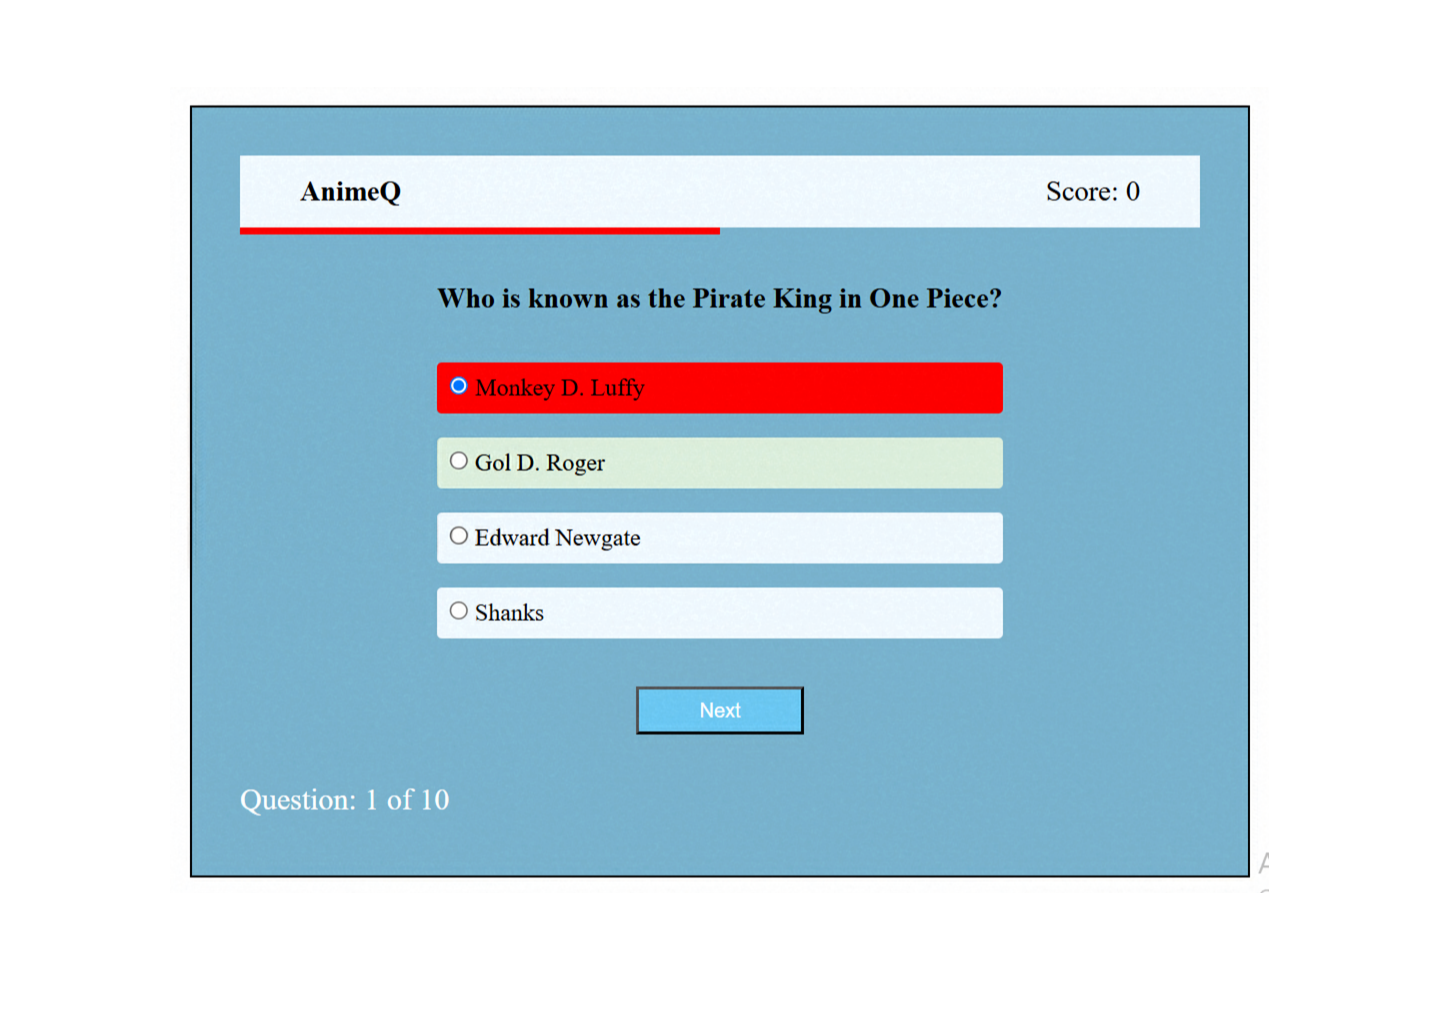 AnimeQ
Score: 0
Who is known as the Pirate King in One Piece?
Monkey D. Luffy
Gol D. Roger
Edward Newgate
Shanks
Next
Question: 1 of 10